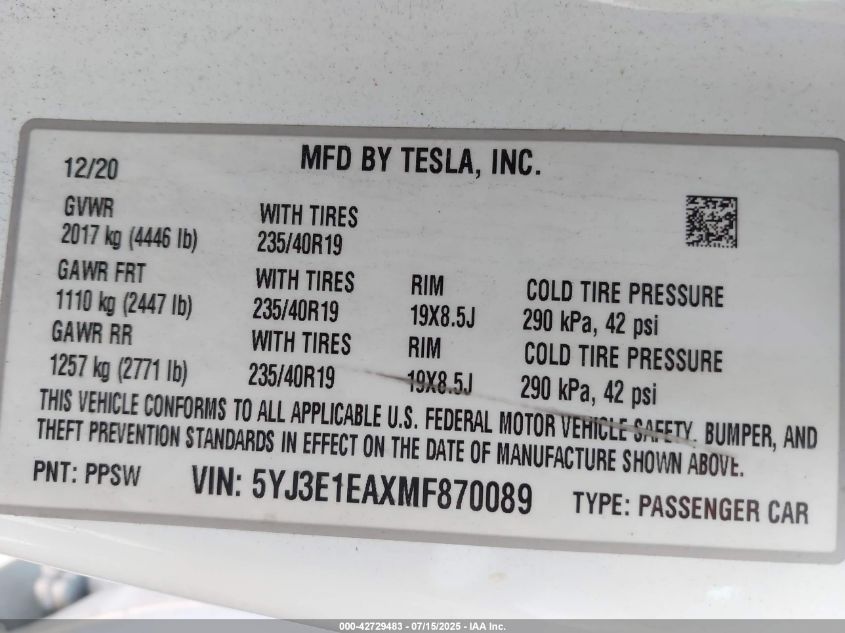 MFD BY TESLA, INC.
12/20
GVWR WITH TIRES
2017 kg (4446 lb) 235/40R19
GAWR FRT WITH TIRES RIM COLD TIRE PRESSURE
1110 kg (2447 lb) 235/40R19 19X8.5J 290 kPa, 42 psi
GAWR RR WITH TIRES RIM COLD TIRE PRESSURE
1257 kg (2771 lb) 235/40R19 19X8.5J 290 kPa, 42 psi
THIS VEHICLE CONFORMS TO ALL APPLICABLE U.S. FEDERAL MOTOR VEHICLE SAFETY, BUMPER, AND
THEFT PREVENTION STANDARDS IN EFFECT ON THE DATE OF MANUFACTURE SHOWN ABOVE.
PNT: PPSW VIN: 5YJ3E1EAXMF870089 TYPE: PASSENGER CAR
000-42729483 - 07/15/2025 - IAA Inc.